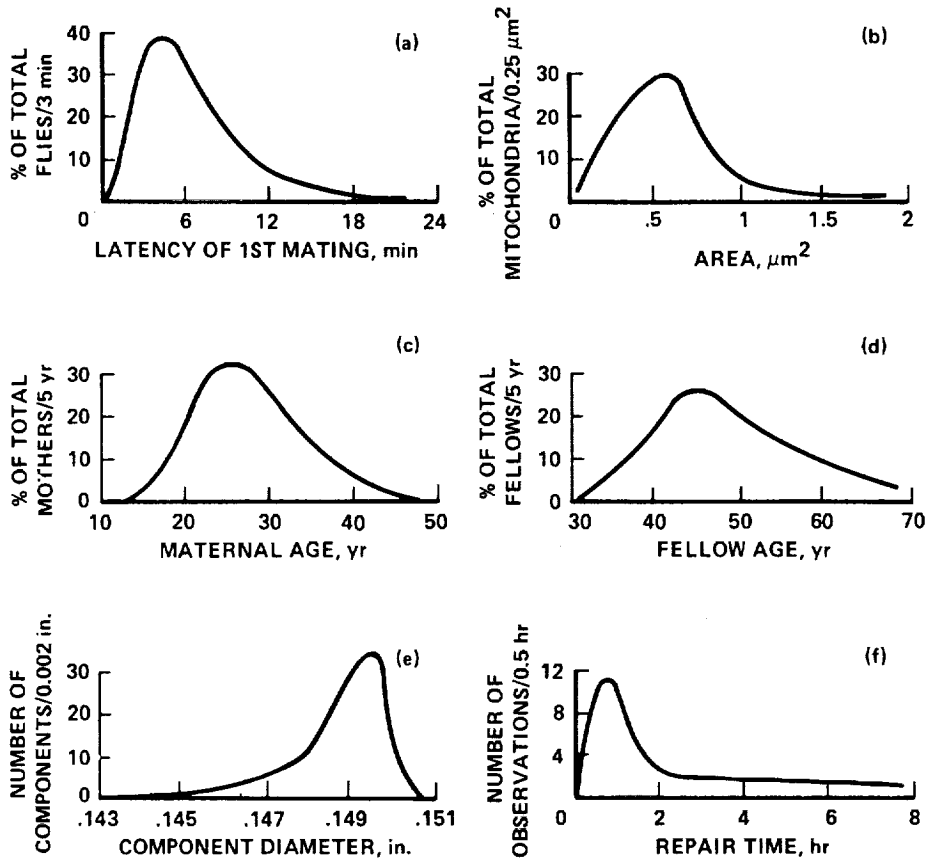 (a)
% OF TOTAL
FLIES/3 min
40
30
20
10
0
6
12
18
24
LATENCY OF 1ST MATING, min
(b)
% OF TOTAL
MITOCHONDRIA/0.25 μm²
30
20
10
0
.5
1
1.5
2
AREA, μm²
(c)
% OF TOTAL
MOTHERS/5 yr
30
20
10
0
10
20
30
40
50
MATERNAL AGE, yr
(d)
% OF TOTAL
FELLOWS/5 yr
30
20
10
0
30
40
50
60
70
FELLOW AGE, yr
(e)
NUMBER OF
COMPONENTS/0.002 in.
30
20
10
0
.143
.145
.147
.149
.151
COMPONENT DIAMETER, in.
(f)
NUMBER OF
OBSERVATIONS/0.5 hr
12
8
4
0
2
4
6
8
REPAIR TIME, hr